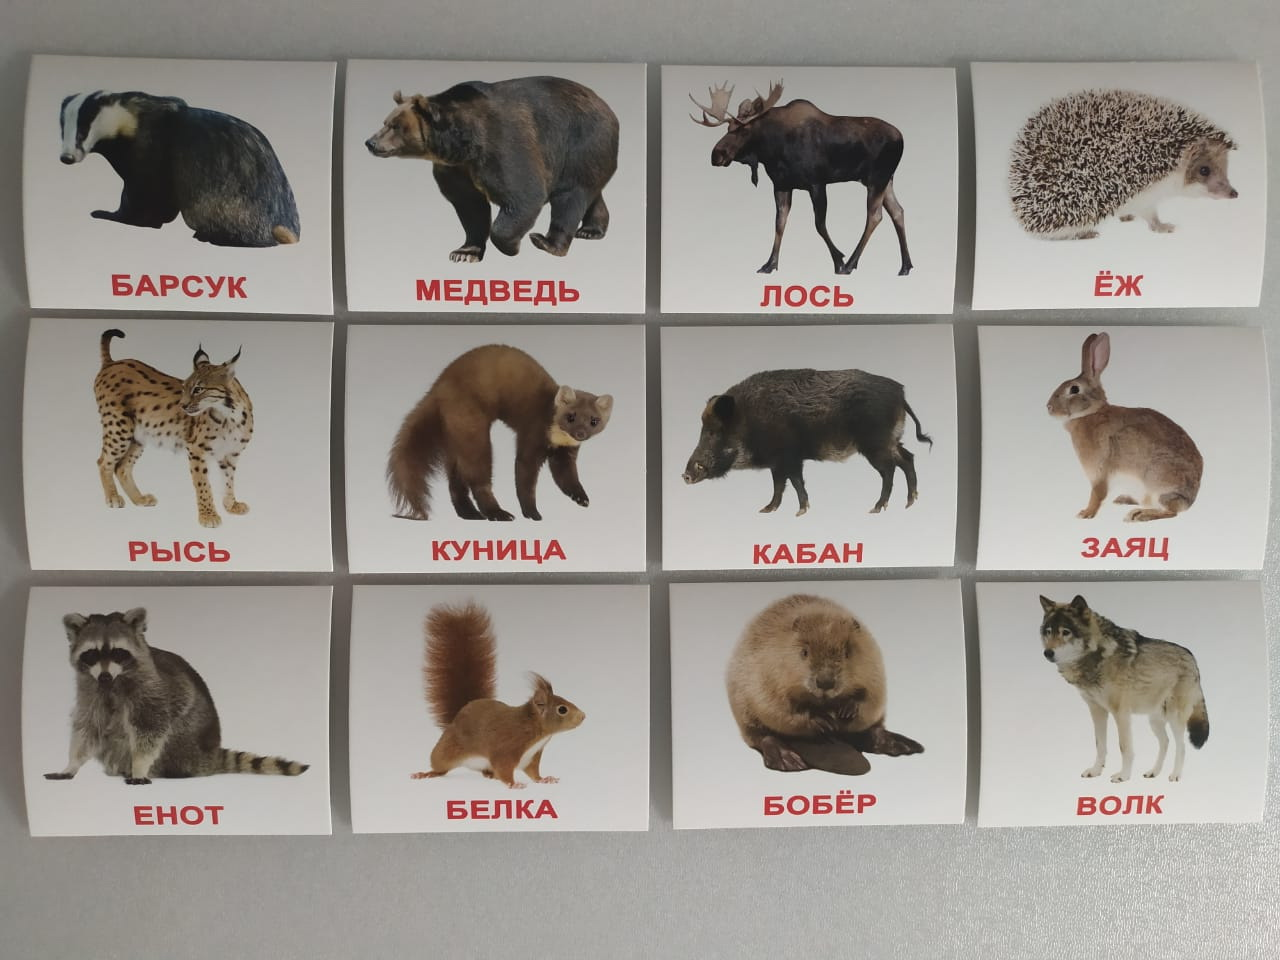 БАРСУК
МЕДВЕДЬ
ЛОСЬ
ЁЖ
РЫСЬ
КУНИЦА
КАБАН
ЗАЯЦ
ЕНОТ
БЕЛКА
БОБЁР
ВОЛК